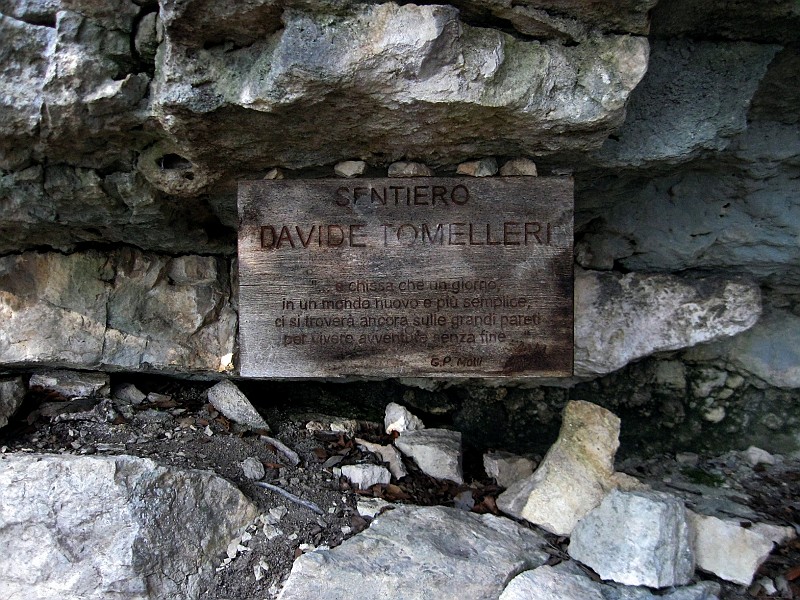 SENTIERO
DAVIDE TOMELLERI
"... e chissà che un giorno,
in un mondo nuovo e più semplice,
ci si troverà ancora sulle grandi pareti
per vivere avventure senza fine ..."
G.P. Motti